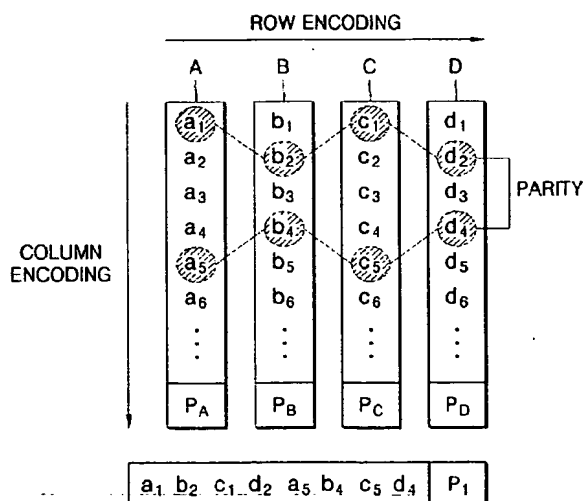 ROW ENCODING
A B C D
a1 b1 c1 d1
a2 b2 c2 d2
a3 b3 c3 d3
PARITY
a4 b4 c4 d4
COLUMN
ENCODING
a5 b5 c5 d5
a6 b6 c6 d6
PA PB PC PD
a1 b2 c1 d2 a5 b4 c5 d4 P1